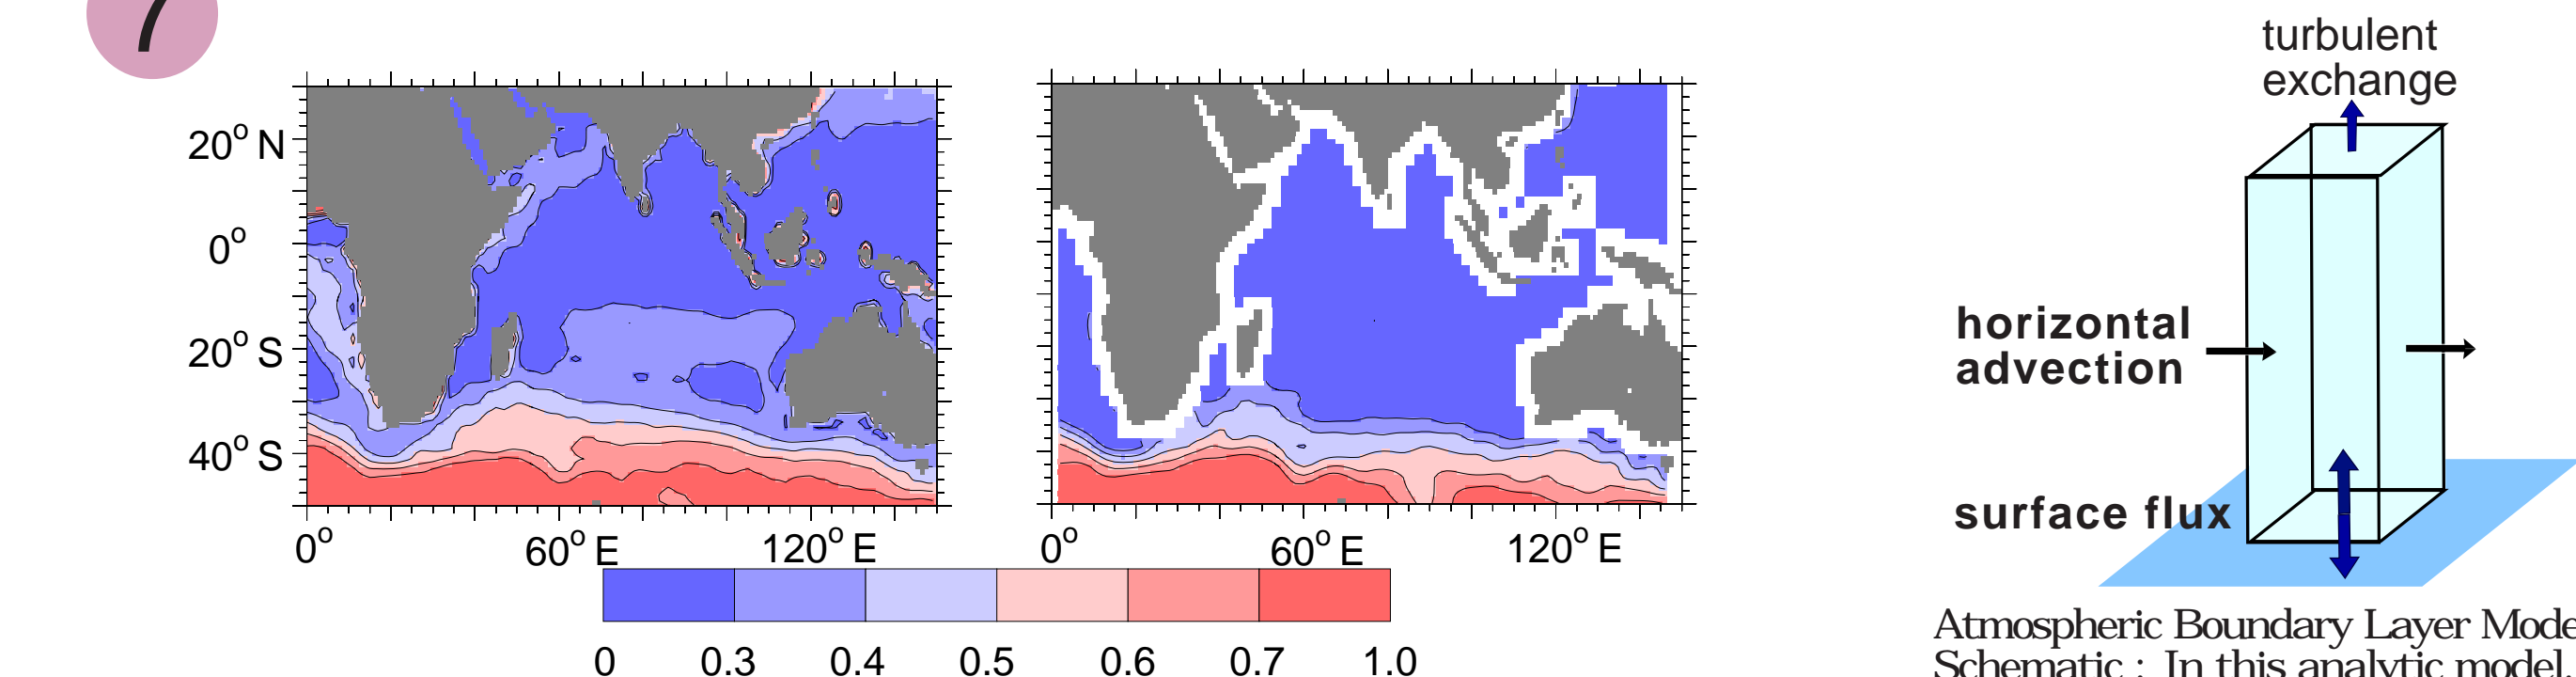 7
20° N
0°
20° S
40° S
0° 60° E 120° E
0° 60° E 120° E
0 0.3 0.4 0.5 0.6 0.7 1.0
turbulent
exchange
horizontal
advection
surface flux
Atmospheric Boundary Layer Mode
Schematic : In this analytic model,